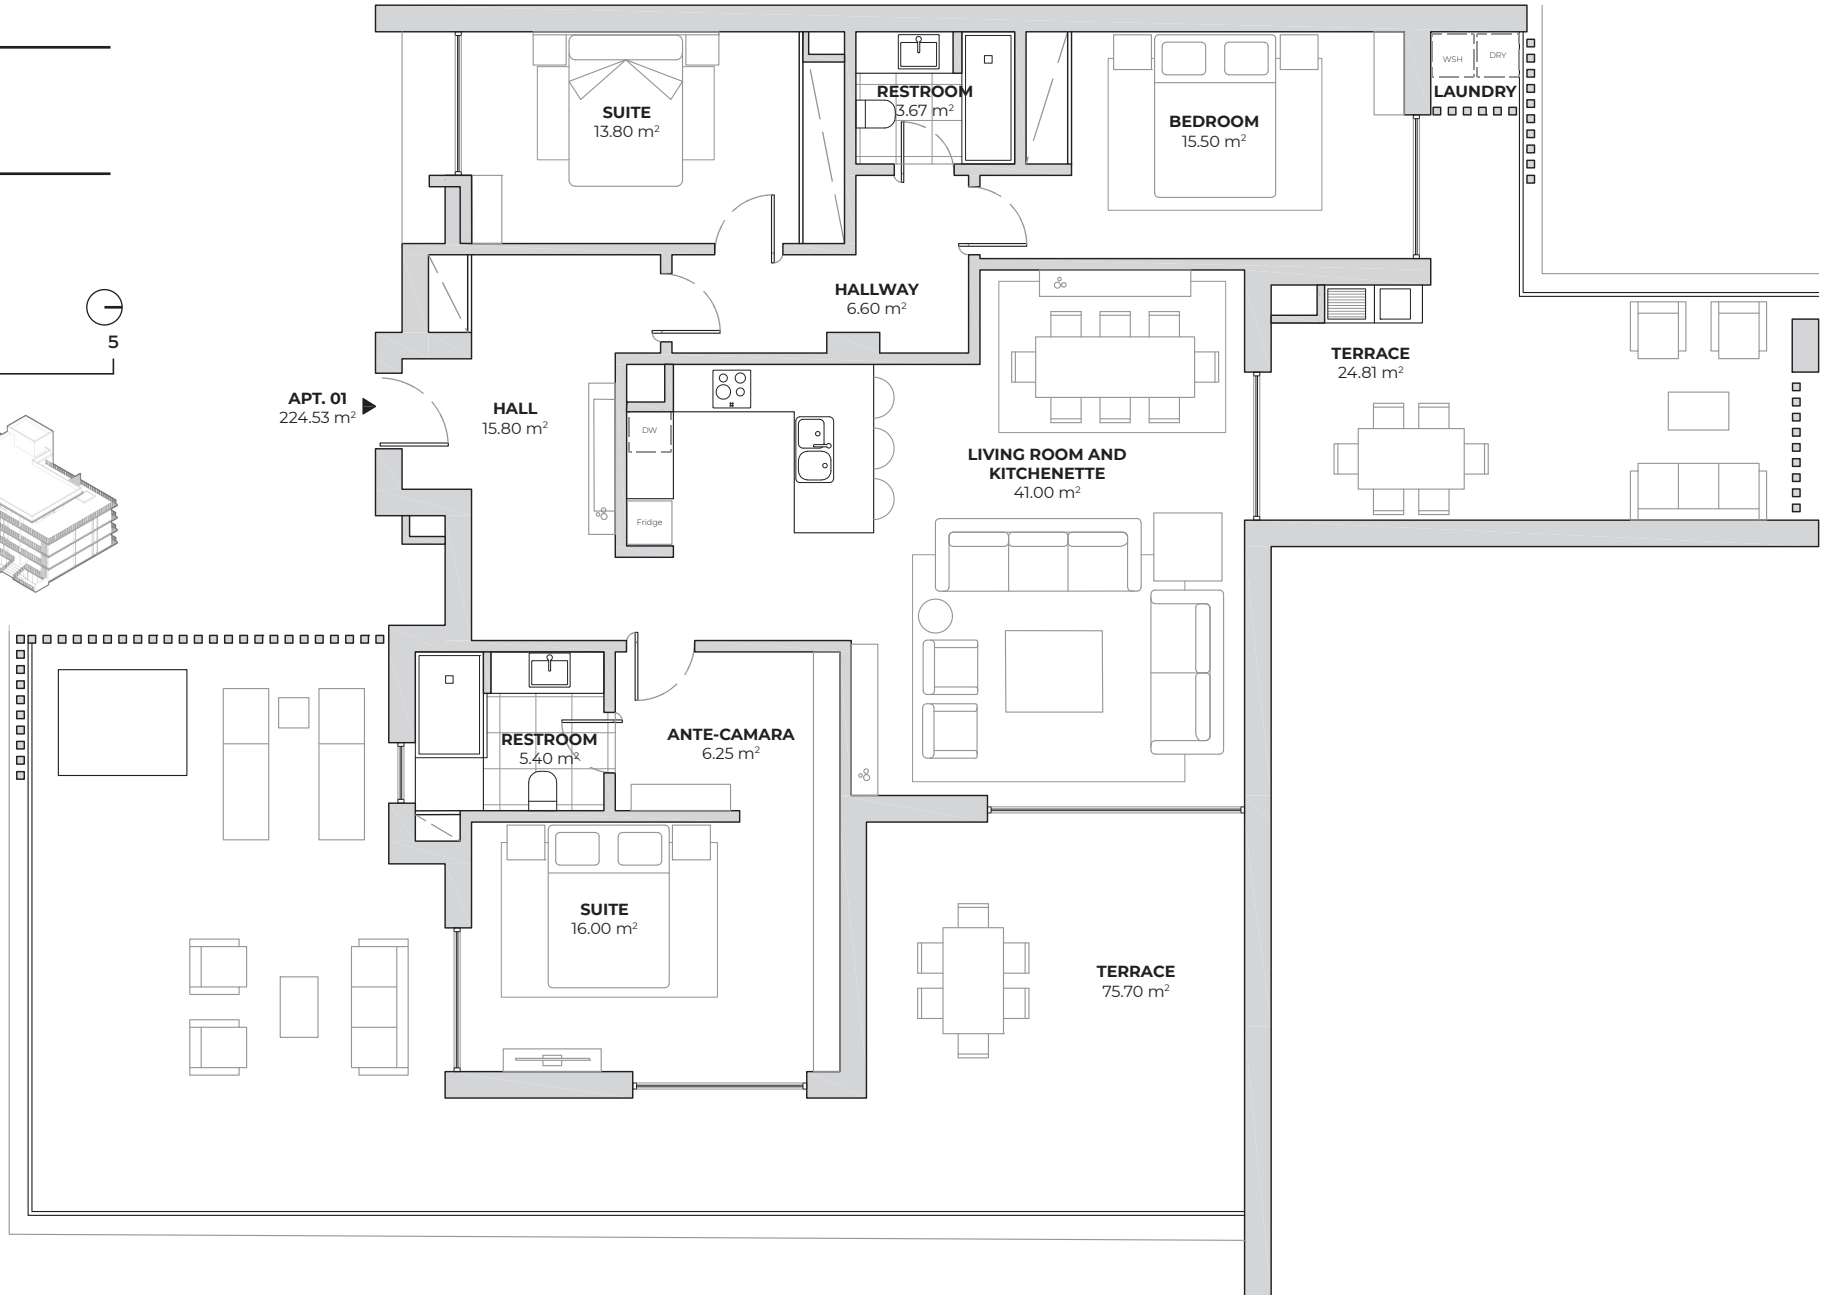 SUITE
13.80 m²
RESTROOM
3.67 m²
BEDROOM
15.50 m²
WSH
DRY
LAUNDRY
HALLWAY
6.60 m²
5
APT. 01
224.53 m²
HALL
15.80 m²
DW
Fridge
LIVING ROOM AND
KITCHENETTE
41.00 m²
TERRACE
24.81 m²
RESTROOM
5.40 m²
ANTE-CAMARA
6.25 m²
SUITE
16.00 m²
TERRACE
75.70 m²